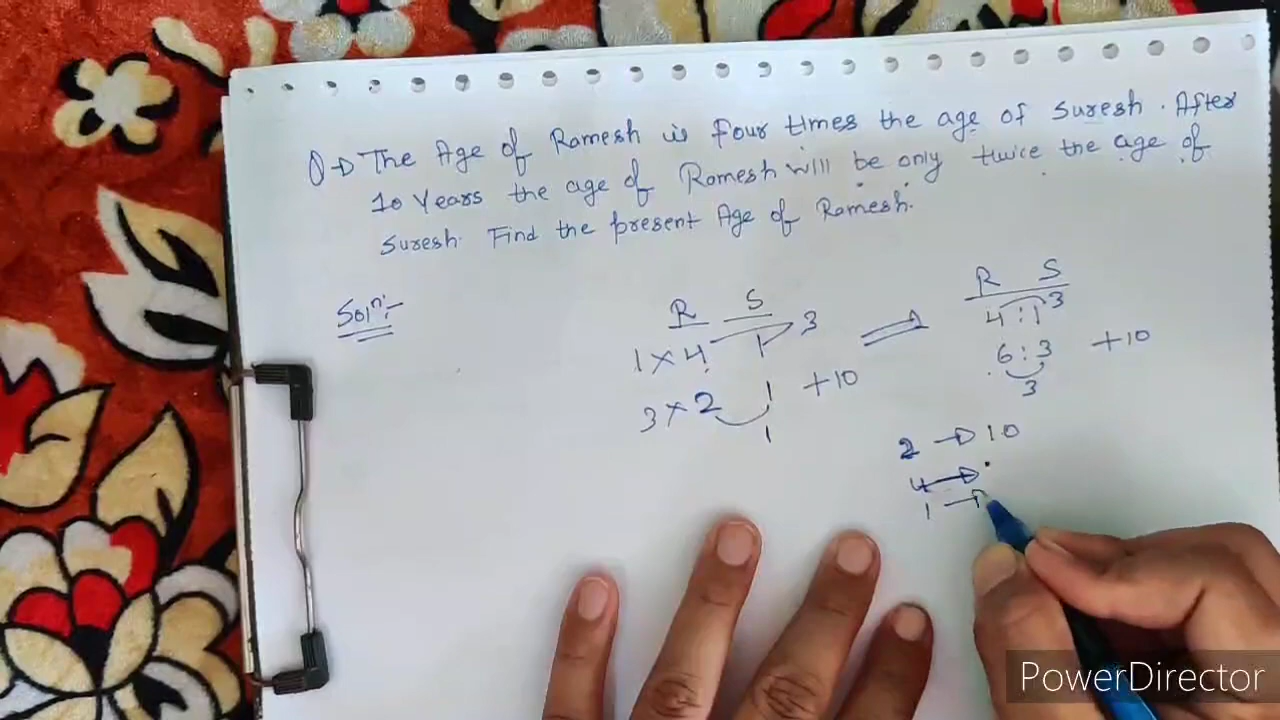 Q→ The Age of Ramesh is four times the age of Suresh. After
10 Years the age of Ramesh will be only twice the age of
Suresh. Find the present Age of Ramesh.
Solⁿ:-
R S
1 × 4 1 3
3 × 2 1 +10
1
⇒
R S
4 : 1 3
6 : 3 +10
3
2 → 10
4 →
1 →
PowerDirector